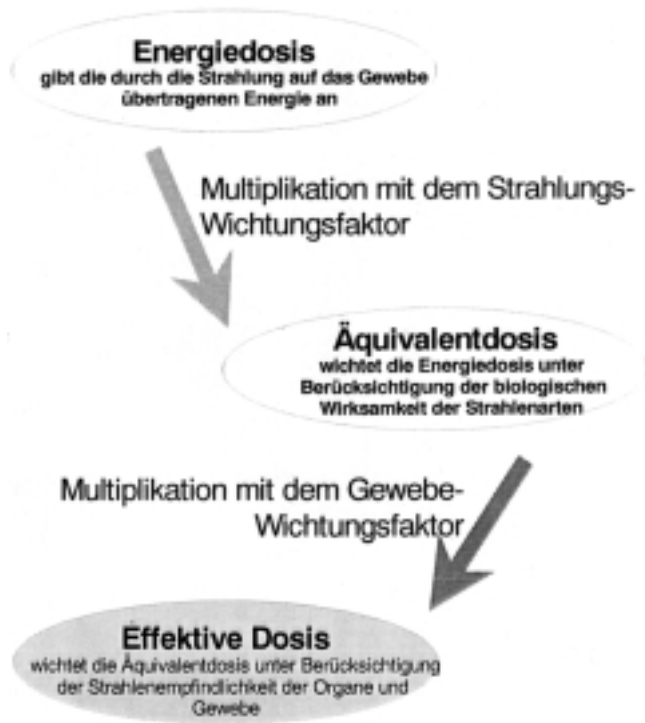 Energiedosis
gibt die durch die Strahlung auf das Gewebe
übertragenen Energie an
Multiplikation mit dem Strahlungs-
Wichtungsfaktor
Äquivalentdosis
wichtet die Energiedosis unter
Berücksichtigung der biologischen
Wirksamkeit der Strahlenarten
Multiplikation mit dem Gewebe-
Wichtungsfaktor
Effektive Dosis
wichtet die Äquivalentdosis unter Berücksichtigung
der Strahlenempfindlichkeit der Organe und
Gewebe